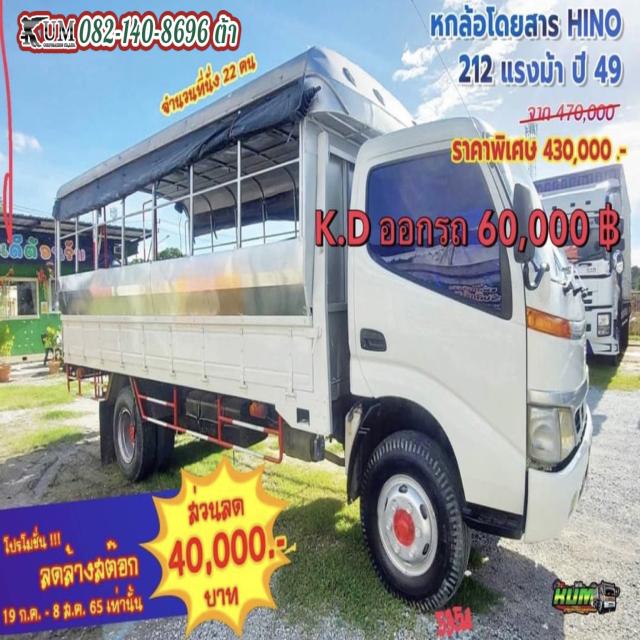 KUM 082-140-8696 ต้า
หกล้อโดยสาร HINO
212 แรงม้า ปี 49
จาก 470,000
ราคาพิเศษ 430,000 .-
จำนวนที่นั่ง 22 คน
K.D ออกรถ 60,000 ฿
โปรโมชั่น !!!
ลดล้างสต๊อก
19 ก.ค. - 8 ส.ค. 65 เท่านั้น
ส่วนลด
40,000.-
บาท
KUM